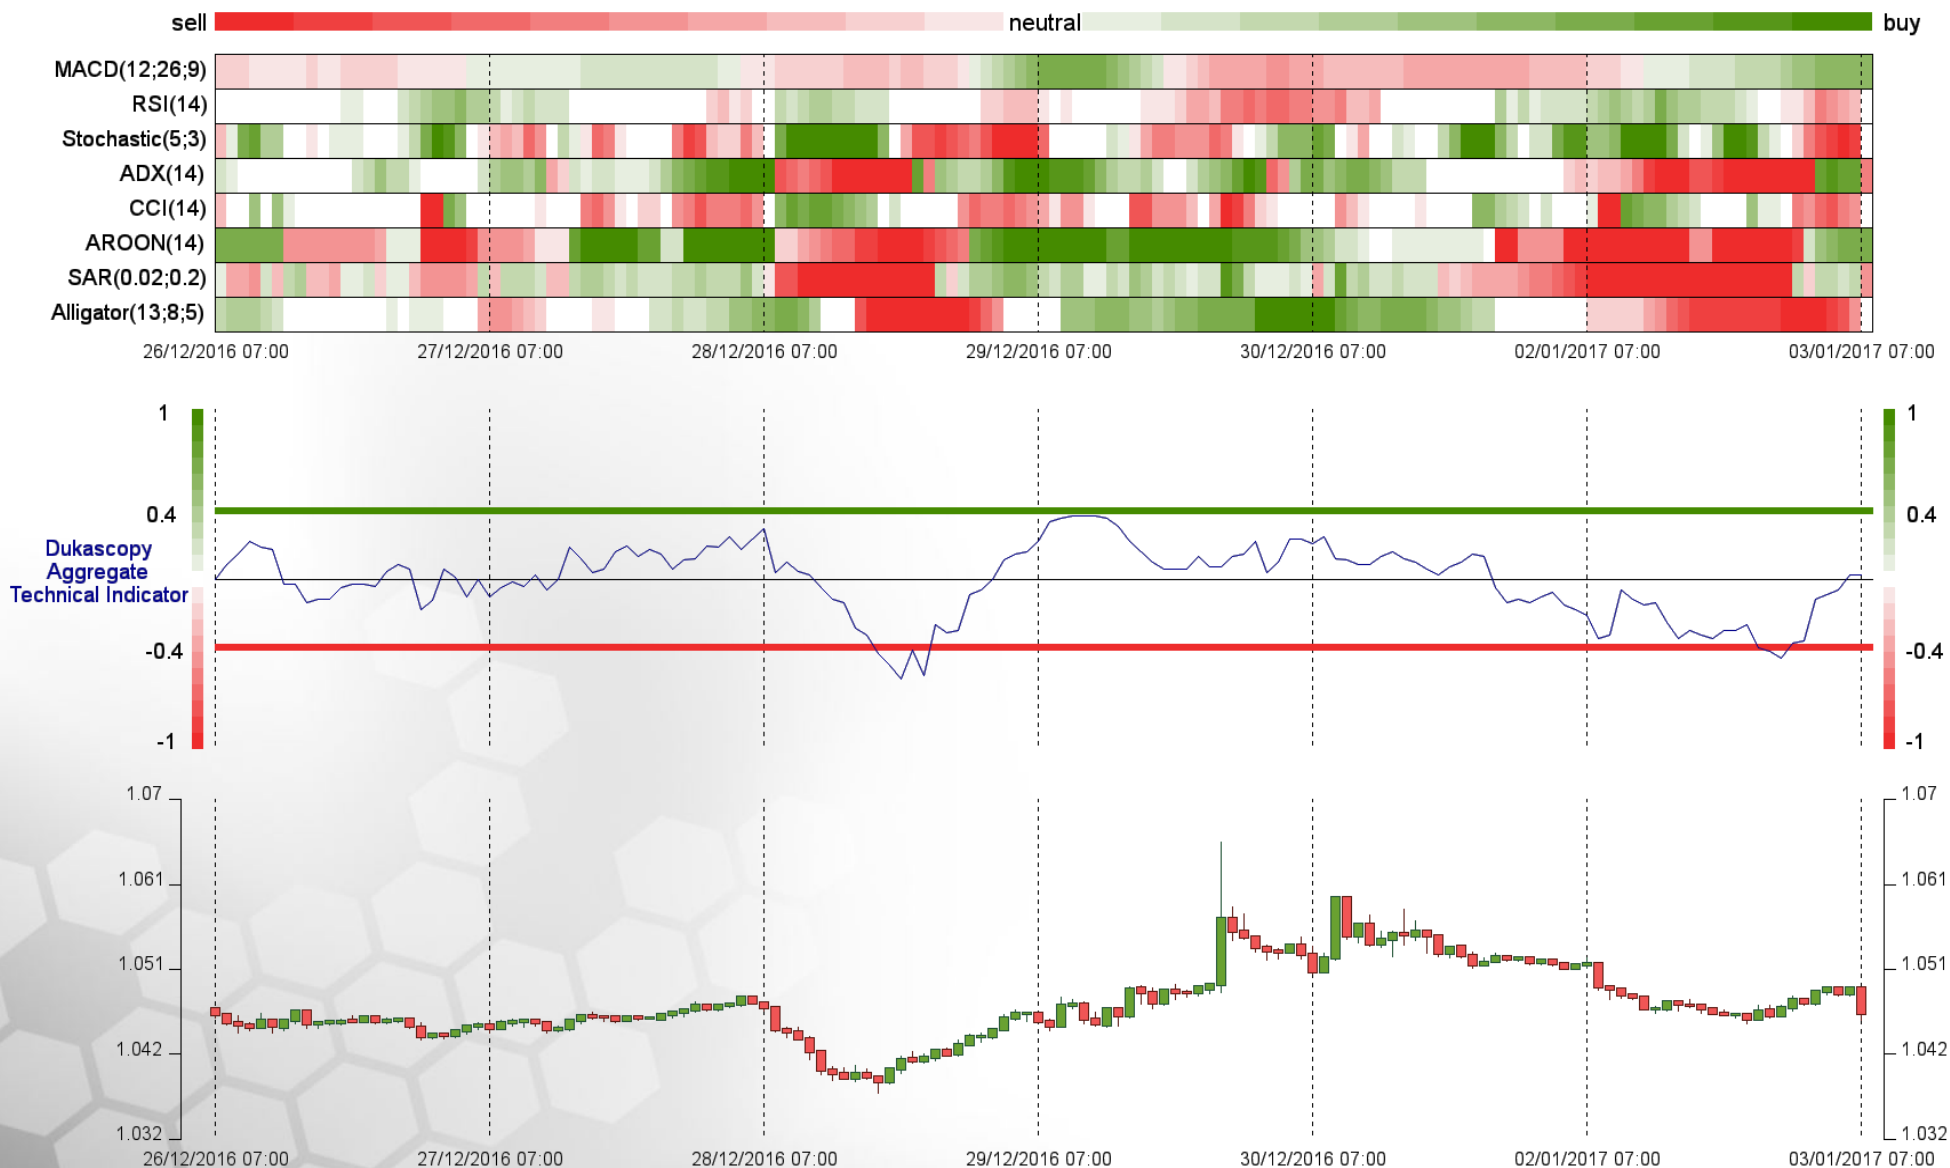 sell neutral buy
MACD(12;26;9)
RSI(14)
Stochastic(5;3)
ADX(14)
CCI(14)
AROON(14)
SAR(0.02;0.2)
Alligator(13;8;5)
26/12/2016 07:00 27/12/2016 07:00 28/12/2016 07:00 29/12/2016 07:00 30/12/2016 07:00 02/01/2017 07:00 03/01/2017 07:00
1 1
0.4 0.4
Dukascopy
Aggregate
Technical Indicator
-0.4 -0.4
-1 -1
1.07 1.07
1.061 1.061
1.051 1.051
1.042 1.042
1.032 1.032
26/12/2016 07:00 27/12/2016 07:00 28/12/2016 07:00 29/12/2016 07:00 30/12/2016 07:00 02/01/2017 07:00 03/01/2017 07:00